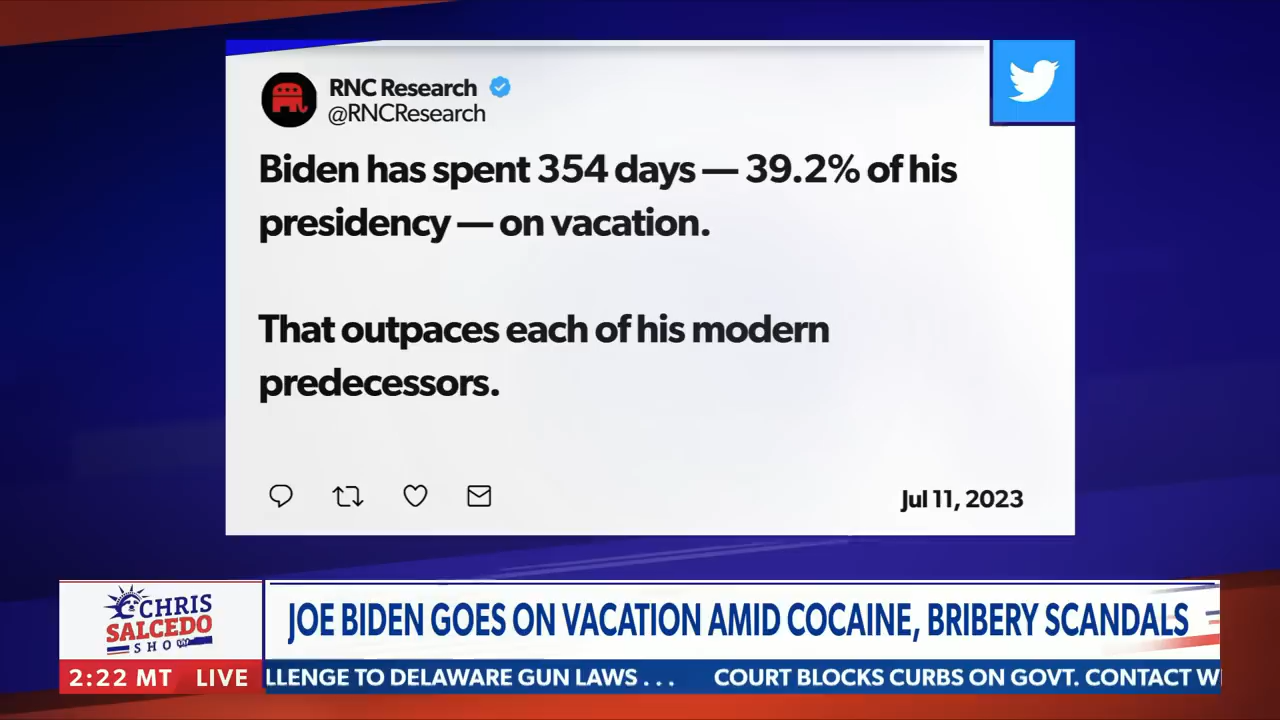 RNC Research
@RNCResearch
Biden has spent 354 days — 39.2% of his
presidency — on vacation.
That outpaces each of his modern
predecessors.
Jul 11, 2023
CHRIS
SALCEDO
SHOW
JOE BIDEN GOES ON VACATION AMID COCAINE, BRIBERY SCANDALS
2:22 MT LIVE
LLENGE TO DELAWARE GUN LAWS . . . COURT BLOCKS CURBS ON GOVT. CONTACT W